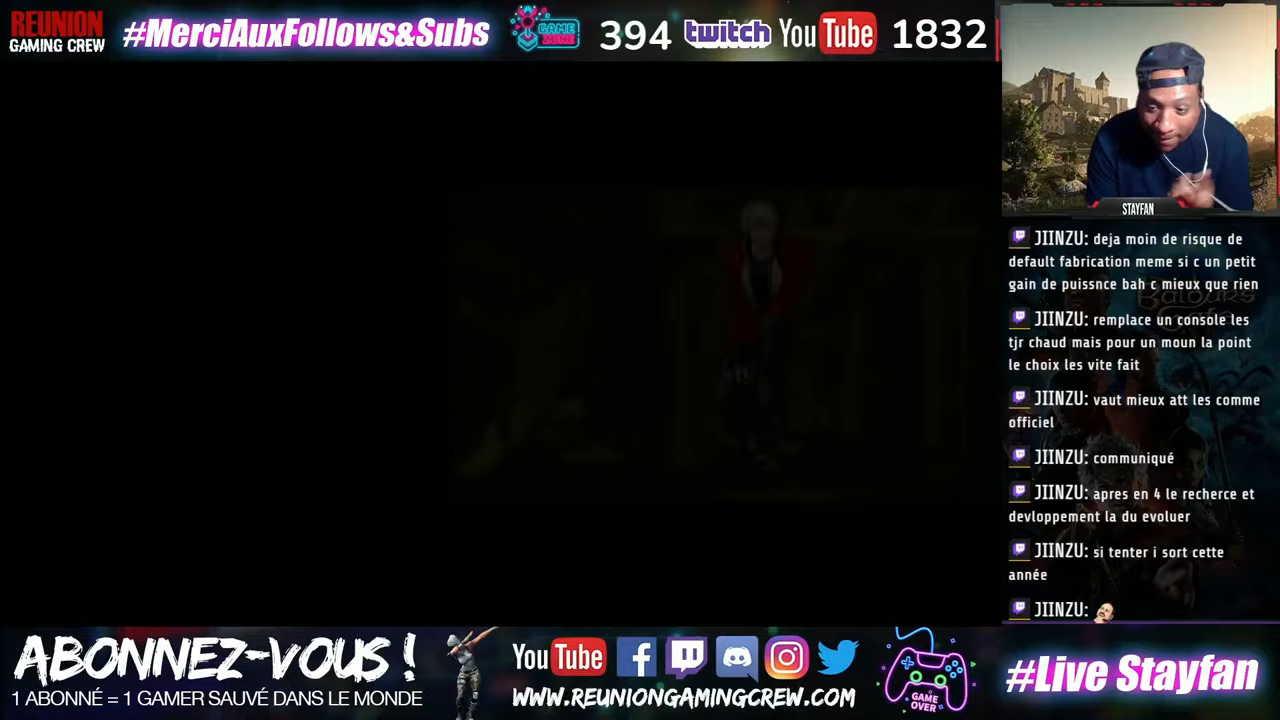 REUNION
GAMING CREW
#MerciAuxFollows&Subs
GAME
ZONE
394
twitch
YouTube
1832
STAYFAN
JIINZU: deja moin de risque de
default fabrication meme si c un petit
gain de puissnce bah c mieux que rien
JIINZU: remplace un console les
tjr chaud mais pour un moun la point
le choix les vite fait
JIINZU: vaut mieux att les comme
officiel
JIINZU: communiqué
JIINZU: apres en 4 le recherce et
devloppement la du evoluer
JIINZU: si tenter i sort cette
année
JIINZU:
ABONNEZ-VOUS !
1 ABONNÉ = 1 GAMER SAUVÉ DANS LE MONDE
YouTube
WWW.REUNIONGAMINGCREW.COM
GAME
OVER
#Live Stayfan